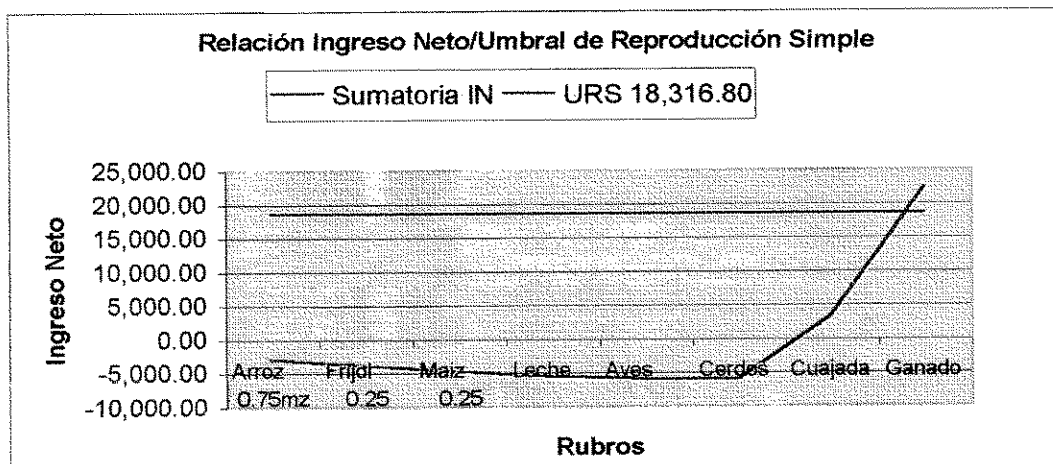 Relación Ingreso Neto/Umbral de Reproducción Simple
Sumatoria IN URS 18,316.80
25,000.00
20,000.00
15,000.00
10,000.00
5,000.00
0.00
-5,000.00
-10,000.00
Ingreso Neto
Arroz Frijol Maiz Leche Aves Cerdos Cuajada Ganado
0.75mz 0.25 0.25
Rubros